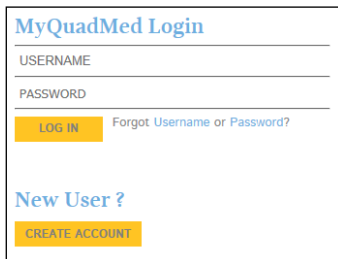 MyQuadMed Login
USERNAME
PASSWORD
LOG IN Forgot Username or Password?
New User ?
CREATE ACCOUNT